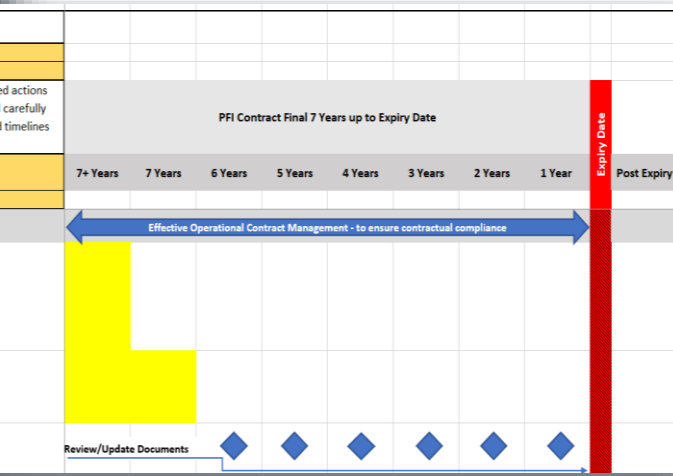 ed actions
carefully
timelines
PFI Contract Final 7 Years up to Expiry Date
Expiry Date
7+ Years 7 Years 6 Years 5 Years 4 Years 3 Years 2 Years 1 Year Post Expiry
Effective Operational Contract Management - to ensure contractual compliance
Review/Update Documents